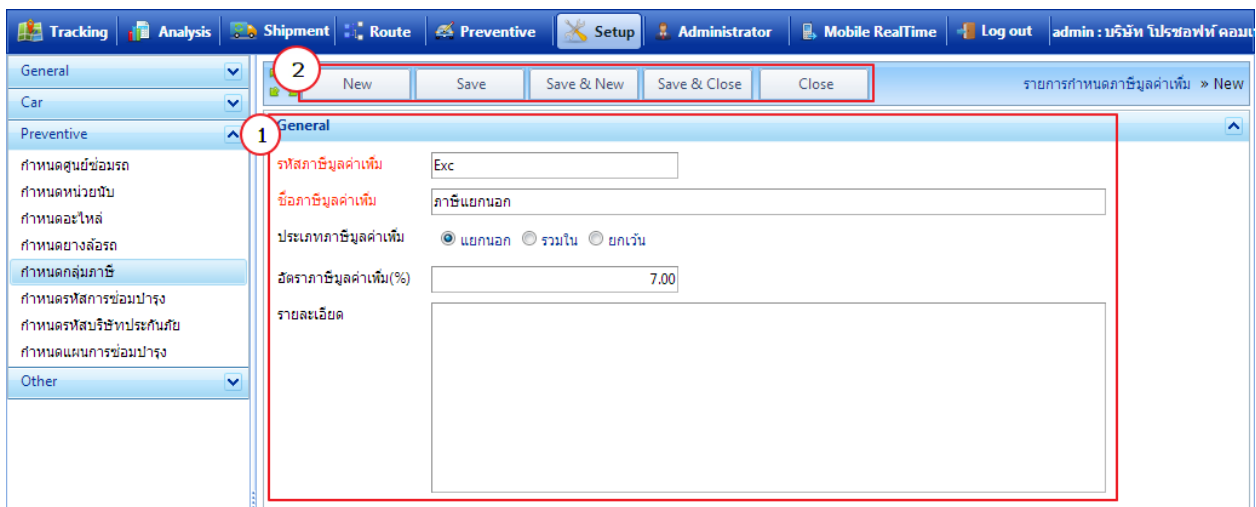 Tracking Analysis Shipment Route Preventive Setup Administrator Mobile RealTime Log out admin : บริษัท โปรซอฟท์ คอม
General
Car
Preventive
กำหนดศูนย์ซ่อมรถ
กำหนดหน่วยนับ
กำหนดอะไหล่
กำหนดยางล้อรถ
กำหนดกลุ่มภาษี
กำหนดรหัสการซ่อมบำรุง
กำหนดรหัสบริษัทประกันภัย
กำหนดแผนการซ่อมบำรุง
Other
2 New Save Save & New Save & Close Close รายการกำหนดภาษีมูลค่าเพิ่ม » New
1 General
รหัสภาษีมูลค่าเพิ่ม Exc
ชื่อภาษีมูลค่าเพิ่ม ภาษีแยกนอก
ประเภทภาษีมูลค่าเพิ่ม แยกนอก รวมใน ยกเว้น
อัตราภาษีมูลค่าเพิ่ม(%) 7.00
รายละเอียด